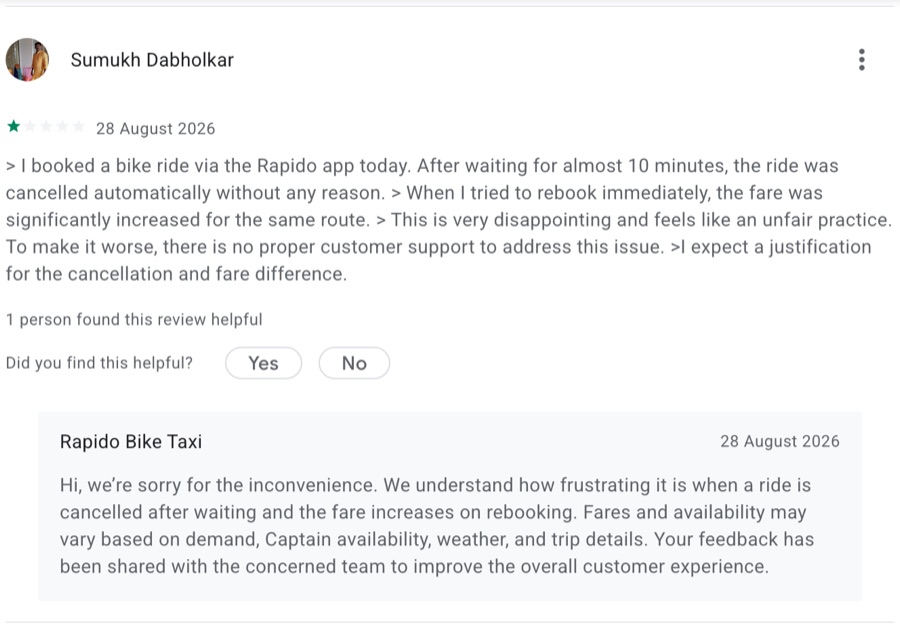 Sumukh Dabholkar
28 August 2026
> I booked a bike ride via the Rapido app today. After waiting for almost 10 minutes, the ride was
cancelled automatically without any reason. > When I tried to rebook immediately, the fare was
significantly increased for the same route. > This is very disappointing and feels like an unfair practice.
To make it worse, there is no proper customer support to address this issue. >I expect a justification
for the cancellation and fare difference.
1 person found this review helpful
Did you find this helpful? Yes No
Rapido Bike Taxi 28 August 2026
Hi, we’re sorry for the inconvenience. We understand how frustrating it is when a ride is
cancelled after waiting and the fare increases on rebooking. Fares and availability may
vary based on demand, Captain availability, weather, and trip details. Your feedback has
been shared with the concerned team to improve the overall customer experience.